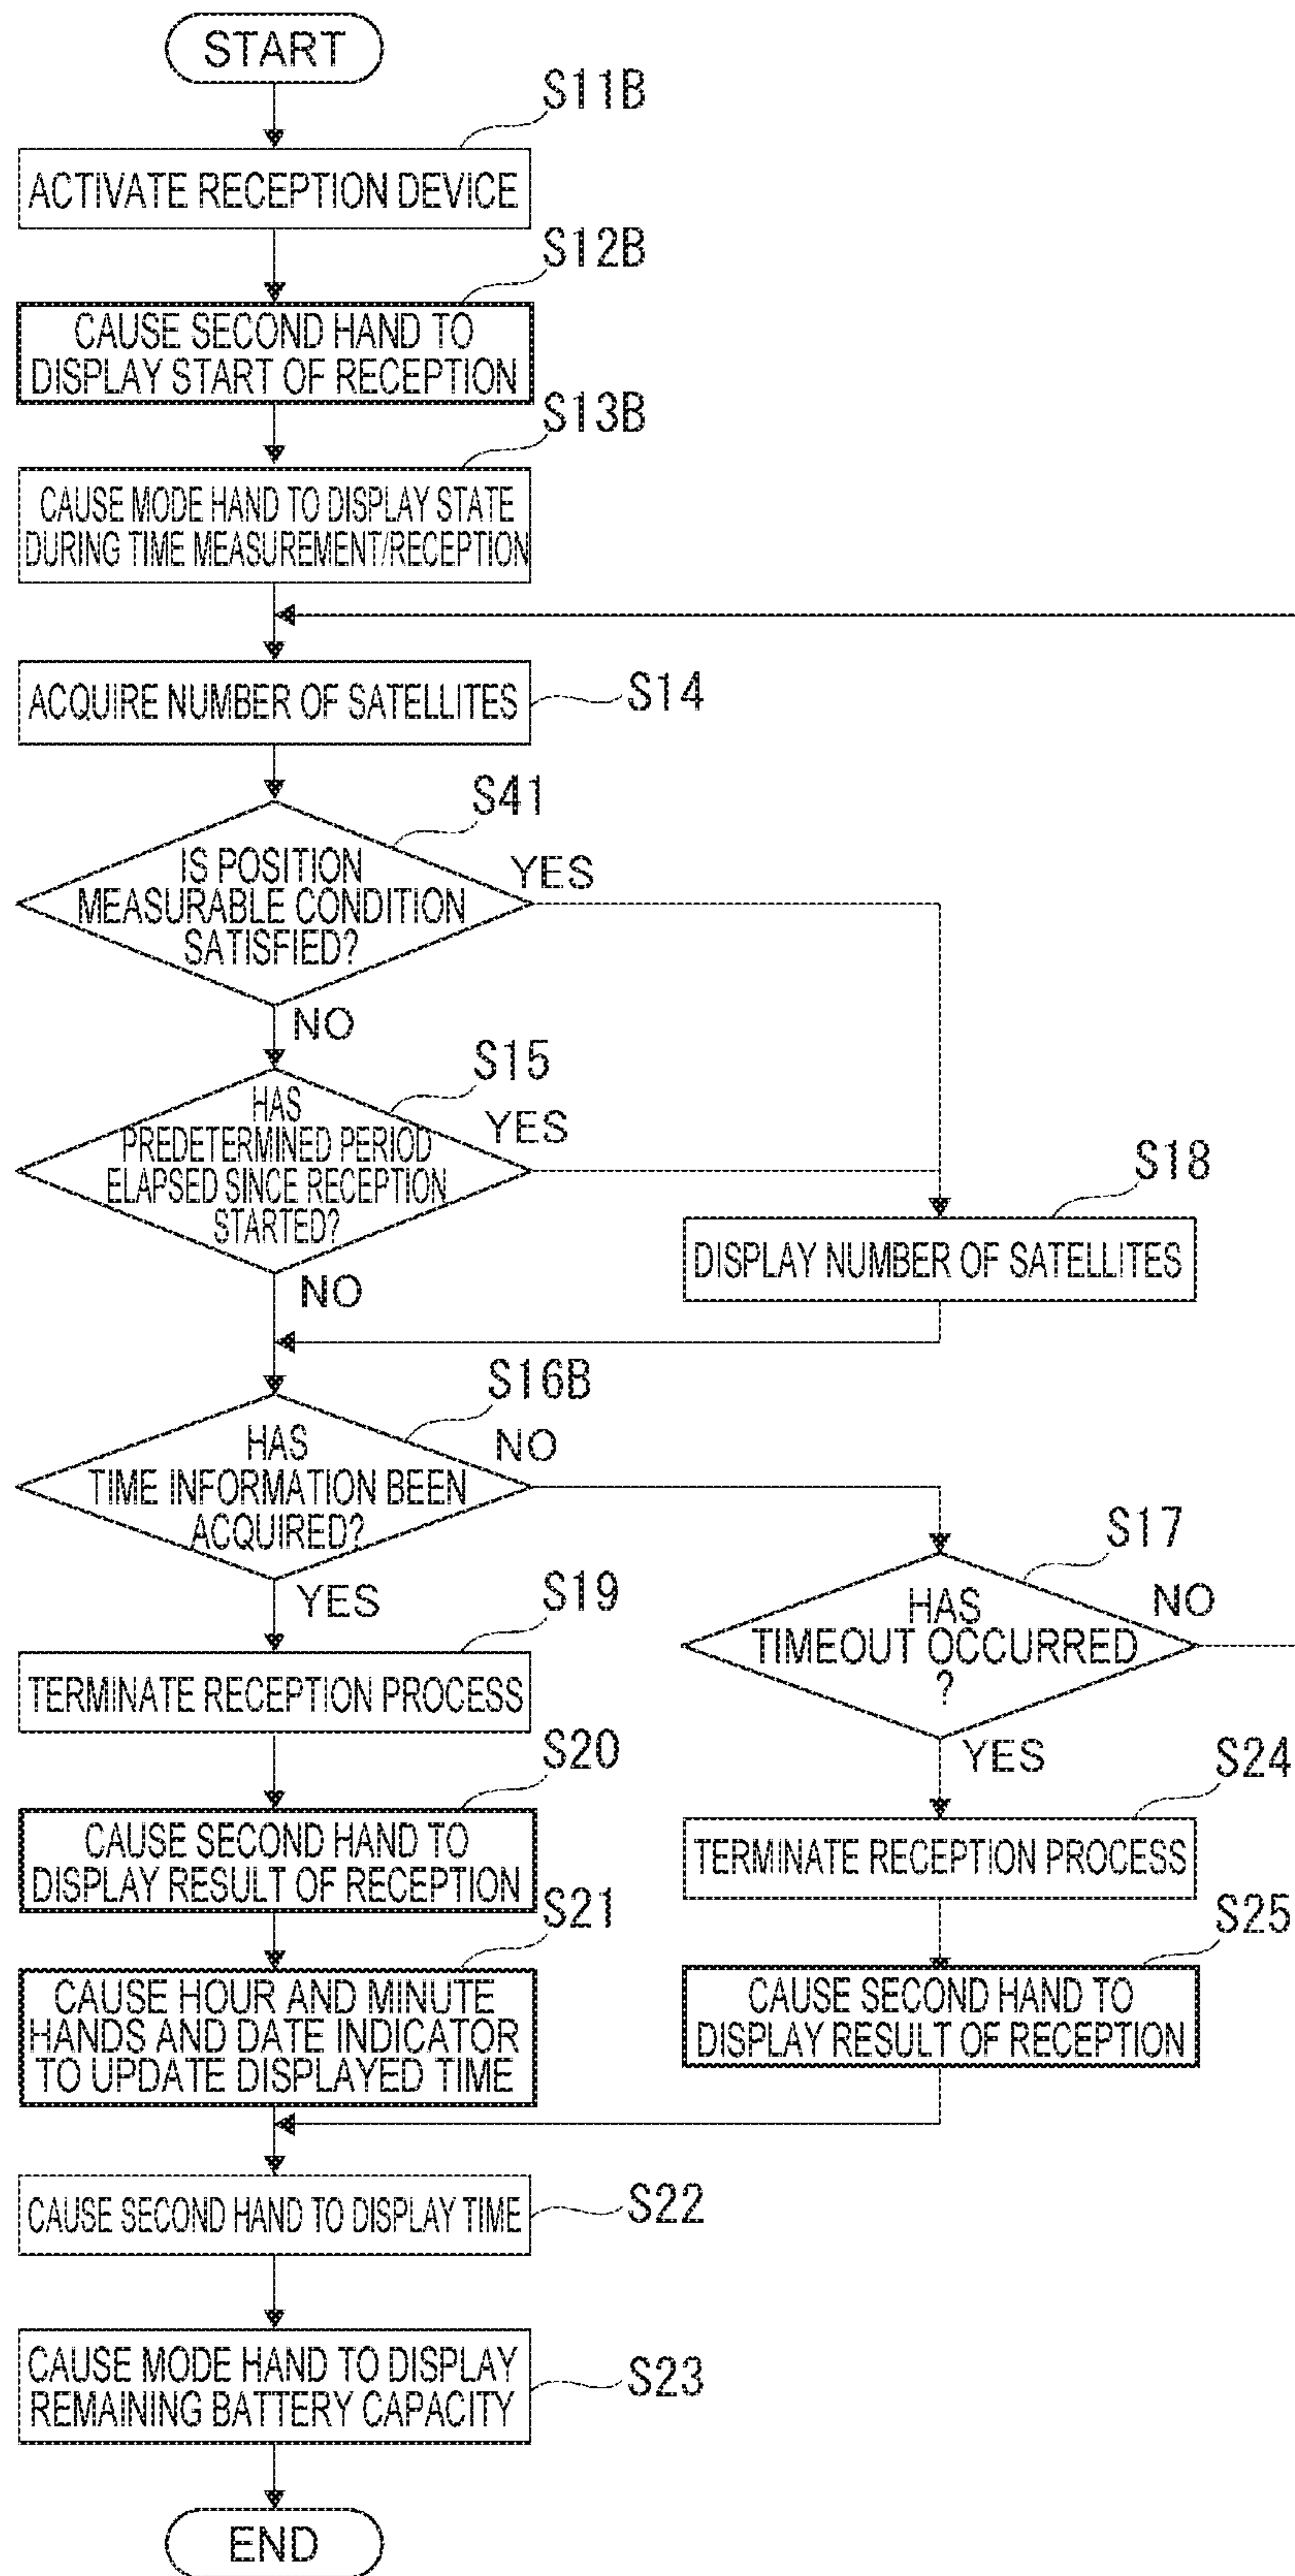 START
S11B
ACTIVATE RECEPTION DEVICE
S12B
CAUSE SECOND HAND TO
DISPLAY START OF RECEPTION
S13B
CAUSE MODE HAND TO DISPLAY STATE
DURING TIME MEASUREMENT/RECEPTION
ACQUIRE NUMBER OF SATELLITES
S14
S41
IS POSITION
MEASURABLE CONDITION
SATISFIED?
YES
NO
S15
HAS
PREDETERMINED PERIOD
ELAPSED SINCE RECEPTION
STARTED?
YES
NO
S18
DISPLAY NUMBER OF SATELLITES
S16B
HAS
TIME INFORMATION BEEN
ACQUIRED?
NO
YES
S17
HAS
TIMEOUT OCCURRED
?
NO
YES
S19
TERMINATE RECEPTION PROCESS
S20
CAUSE SECOND HAND TO
DISPLAY RESULT OF RECEPTION
S21
CAUSE HOUR AND MINUTE
HANDS AND DATE INDICATOR
TO UPDATE DISPLAYED TIME
S24
TERMINATE RECEPTION PROCESS
S25
CAUSE SECOND HAND TO
DISPLAY RESULT OF RECEPTION
CAUSE SECOND HAND TO DISPLAY TIME
S22
CAUSE MODE HAND TO DISPLAY
REMAINING BATTERY CAPACITY
S23
END